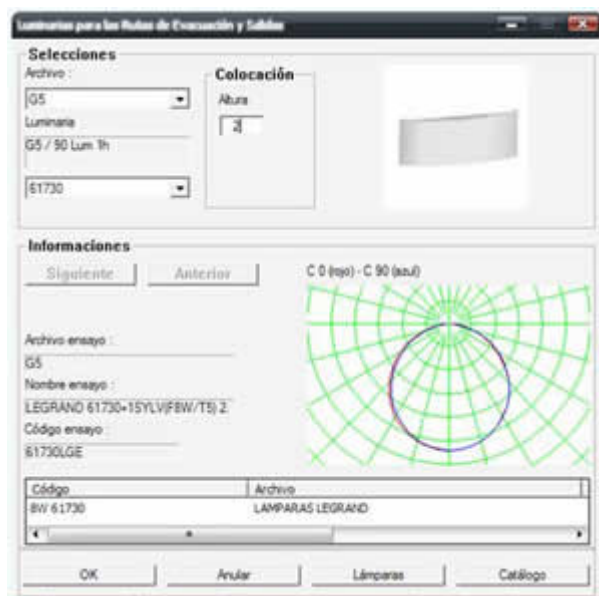 Luminarias para las Rutas de Evacuación y Salidas
Selecciones
Archivo :
G5
Luminaria
G5 / 90 Lum 1h
61730
Colocación
Altura
2
Informaciones
Siguiente
Anterior
C 0 (rojo) - C 90 (azul)
Archivo ensayo :
G5
Nombre ensayo :
LEGRAND 61730+1SYLV(F8W/T5) 2
Código ensayo :
61730LGE
Código Archivo
8W 61730 LAMPARAS LEGRAND
OK
Anular
Lámparas
Catálogo